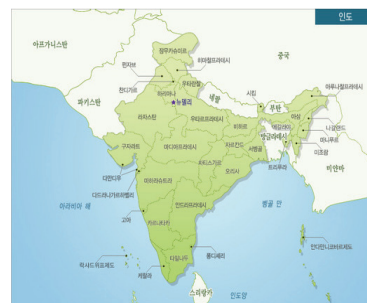 인도
아프가니스탄
중국
잠무카슈미르
히마찰프라데시
펀자브
찬디가르
우타란찰
하리아나
뉴델리
파키스탄
네팔
시킴
부탄
아루나찰프라데시
라자스탄
우타르프라데시
비하르
아삼
나갈랜드
메갈라야
마니푸르
미조람
방글라데시
구자라트
마디아프라데시
자르칸드
서벵골
트리푸라
미얀마
차티스가르
오리사
다만디우
다드라나가르하벨리
마하라슈트라
아라비아 해
안드라프라데시
벵골 만
고아
카르나타카
안다만니코바르제도
락샤드위프제도
퐁디셰리
타밀나두
케랄라
스리랑카
인도양